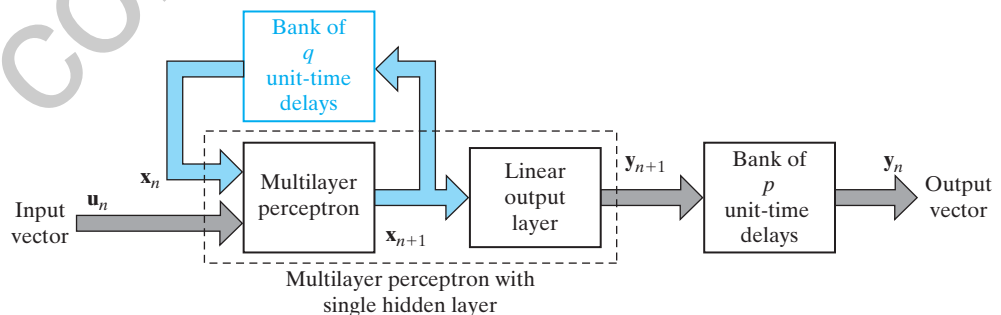 CO
Bank of
q
unit-time
delays
x_n
u_n
Input
vector
Multilayer
perceptron
x_{n+1}
Linear
output
layer
y_{n+1}
Bank of
p
unit-time
delays
y_n
Output
vector
Multilayer perceptron with
single hidden layer